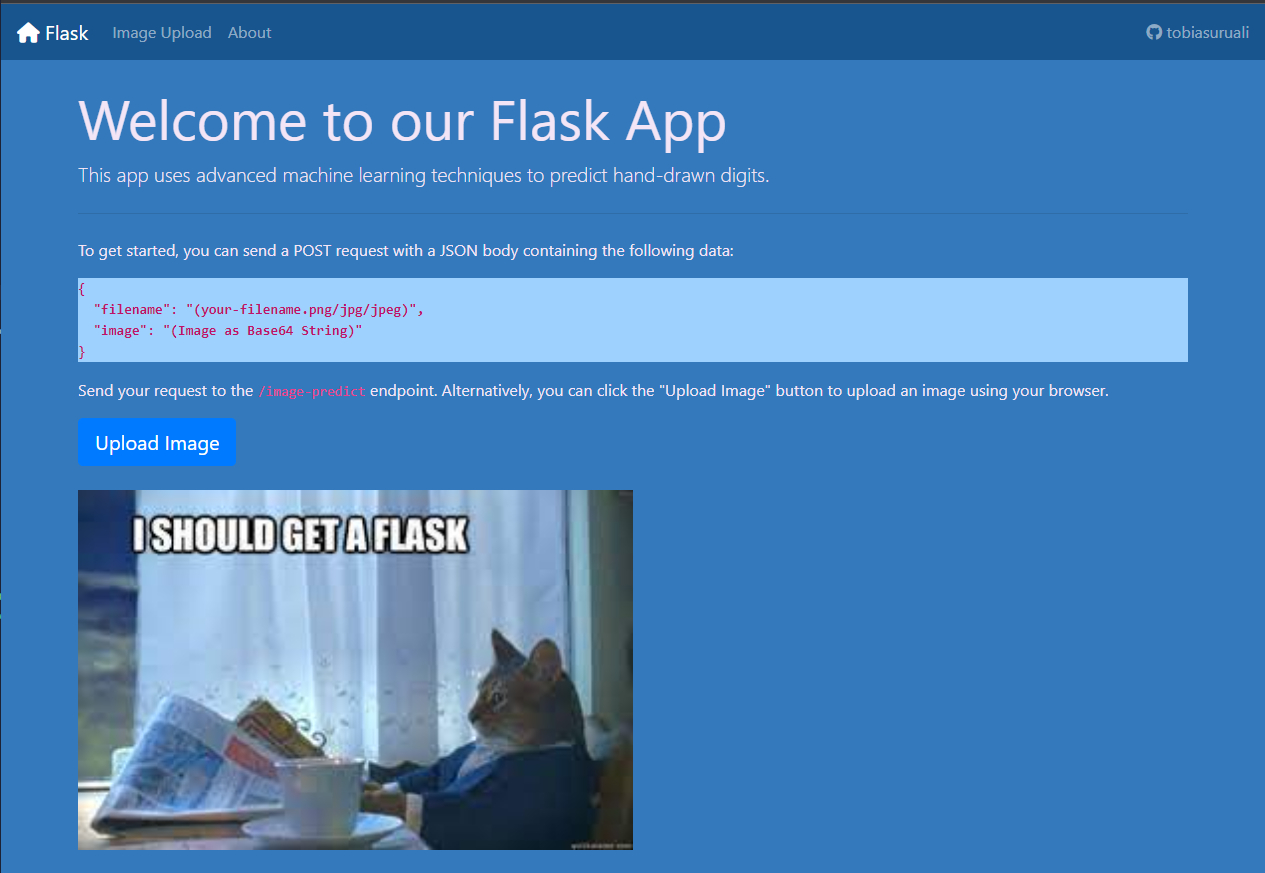 Flask Image Upload About tobiasuruali
Welcome to our Flask App
This app uses advanced machine learning techniques to predict hand-drawn digits.
To get started, you can send a POST request with a JSON body containing the following data:
{
"filename": "(your-filename.png/jpg/jpeg)",
"image": "(Image as Base64 String)"
}
Send your request to the /image-predict endpoint. Alternatively, you can click the "Upload Image" button to upload an image using your browser.
Upload Image
I SHOULD GET A FLASK